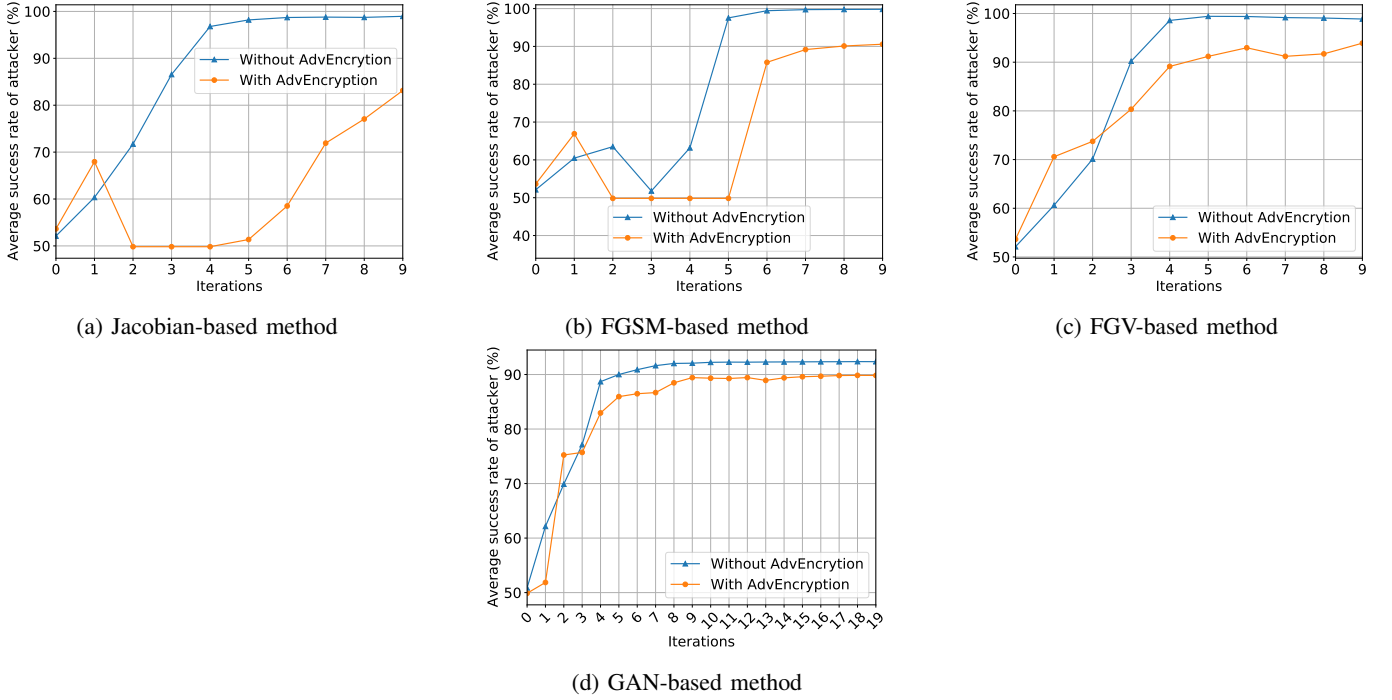 Average success rate of attacker (%)
100
90
80
70
60
50
Without AdvEncrytion
With AdvEncryption
0 1 2 3 4 5 6 7 8 9
Iterations
(a) Jacobian-based method
Average success rate of attacker (%)
100
90
80
70
60
50
40
Without AdvEncrytion
With AdvEncryption
0 1 2 3 4 5 6 7 8 9
Iterations
(b) FGSM-based method
Average success rate of attacker (%)
100
90
80
70
60
50
Without AdvEncrytion
With AdvEncryption
0 1 2 3 4 5 6 7 8 9
Iterations
(c) FGV-based method
Average success rate of attacker (%)
90
80
70
60
50
Without AdvEncrytion
With AdvEncryption
0 1 2 3 4 5 6 7 8 9 10 11 12 13 14 15 16 17 18 19
Iterations
(d) GAN-based method